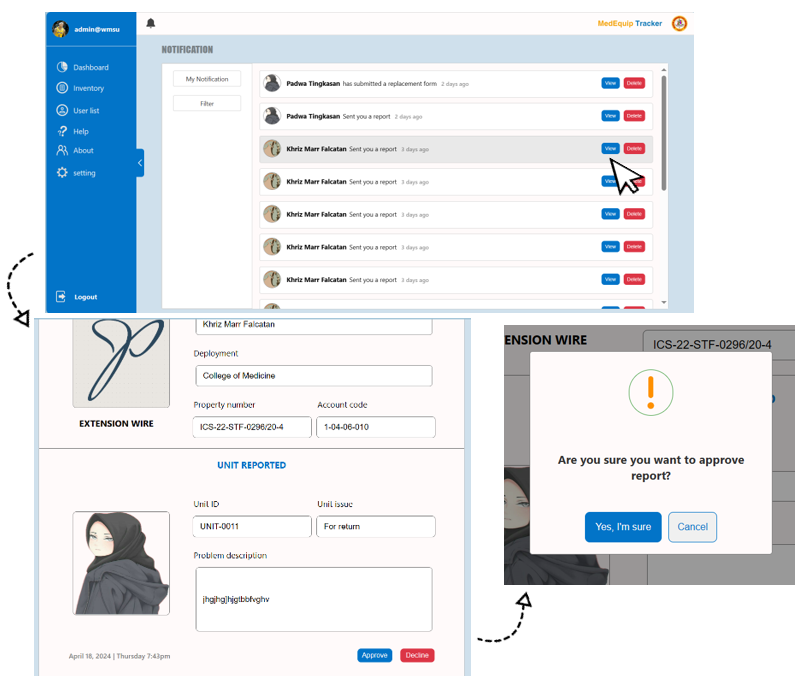 admin@wmsu
MedEquip Tracker
NOTIFICATION
Dashboard
Inventory
User list
Help
About
setting
Logout
My Notification
Filter
Padwa Tingkasan has submitted a replacement form 2 days ago View Delete
Padwa Tingkasan Sent you a report 2 days ago View Delete
Khriz Marr Falcatan Sent you a report 3 days ago View Delete
Khriz Marr Falcatan Sent you a report 3 days ago View Delete
Khriz Marr Falcatan Sent you a report 3 days ago View Delete
Khriz Marr Falcatan Sent you a report 3 days ago View Delete
Khriz Marr Falcatan Sent you a report 3 days ago View Delete
Khriz Marr Falcatan
Deployment
College of Medicine
Property number Account code
EXTENSION WIRE ICS-22-STF-0296/20-4 1-04-06-010
UNIT REPORTED
Unit ID Unit issue
UNIT-0011 For return
Problem description
jhgjhg]hjgtbbfvghv
April 18, 2024 | Thursday 7:43pm
Approve Decline
ENSION WIRE ICS-22-STF-0296/20-4
Are you sure you want to approve
report?
Yes, I'm sure Cancel